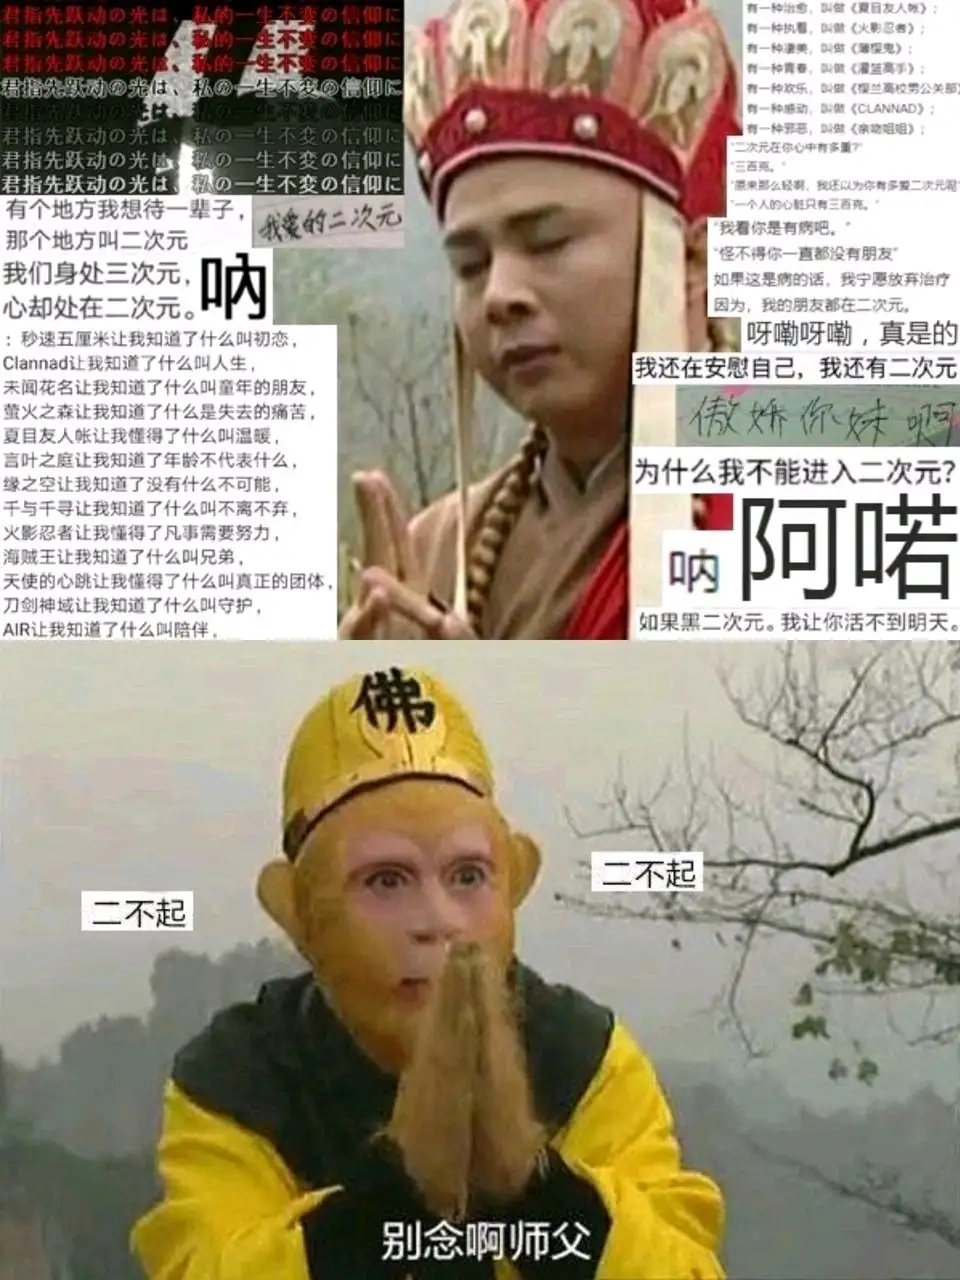 君指先跃动の光は、私的一生不変の信仰に
君指先跃动の光は、私的一生不変の信仰に
君指先跃动の光は、私的一生不变の信仰に
君指先跃动の光は、私の一生不変の信仰に
君指先跃动の光は、私の一生不変の信仰に
君指先跃动の光は、私の一生不変の信仰に
君指先跃动の光は、私の一生不変の信仰に
君指先跃动の光は、私の一生不変の信仰に
有个地方我想待一辈子，
那个地方叫二次元
我爱的二次元
我们身处三次元，
心却处在二次元。
呐
：秒速五厘米让我知道了什么叫初恋，
Clannad让我知道了什么叫人生，
未闻花名让我知道了什么叫童年的朋友，
萤火之森让我知道了什么是失去的痛苦，
夏目友人帐让我懂得了什么叫温暖，
言叶之庭让我知道了年龄不代表什么，
缘之空让我知道了没有什么不可能，
千与千寻让我知道了什么叫不离不弃，
火影忍者让我懂得了凡事需要努力，
海贼王让我知道了什么叫兄弟，
天使的心跳让我懂得了什么叫真正的团体，
刀剑神域让我知道了什么叫守护，
AIR让我知道了什么叫陪伴，
有一种治愈，叫做《夏目友人帐》；
有一种执着，叫做《火影忍者》；
有一种凄美，叫做《薄樱鬼》；
有一种青春，叫做《灌篮高手》；
有一种欢乐，叫做《樱兰高校男公关部》
有一种感动，叫做《CLANNAD》；
有一种邪恶，叫做《亲吻姐姐》；
"二次元在你心中有多重?"
"三百克。"
"原来那么轻啊，我还以为你有多爱二次元呢"
"一个人的心脏只有三百克。"
"我看你是有病吧。"
"怪不得你一直都没有朋友"
如果这是病的话，我宁愿放弃治疗
因为，我的朋友都在二次元。
呀嘞呀嘞，真是的
我还在安慰自己，我还有二次元
傲娇你妹啊
为什么我不能进入二次元？
呐
阿喏
如果黑二次元。我让你活不到明天。
佛
二不起
二不起
别念啊师父